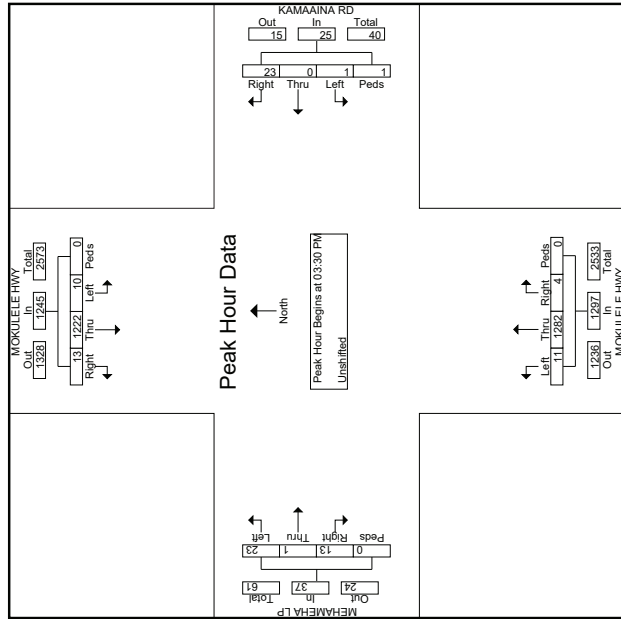 KAMAAINA RD
Out In Total
15 25 40
23 0 1 1
Right Thru Left Peds
MOKULELE HWY
Out In Total
1328 1245 2573
13 1222 10 0
Right Thru Left Peds
Peak Hour Data
North
Peak Hour Begins at 03:30 PM
Unshifted
Left Thru Right Peds
11 1282 4 0
1236 1297 2533
Out In Total
MOKULELE HWY
Left Thru Right Peds
23 1 13 0
61 37 24
Total In Out
MEHAMEHA LP